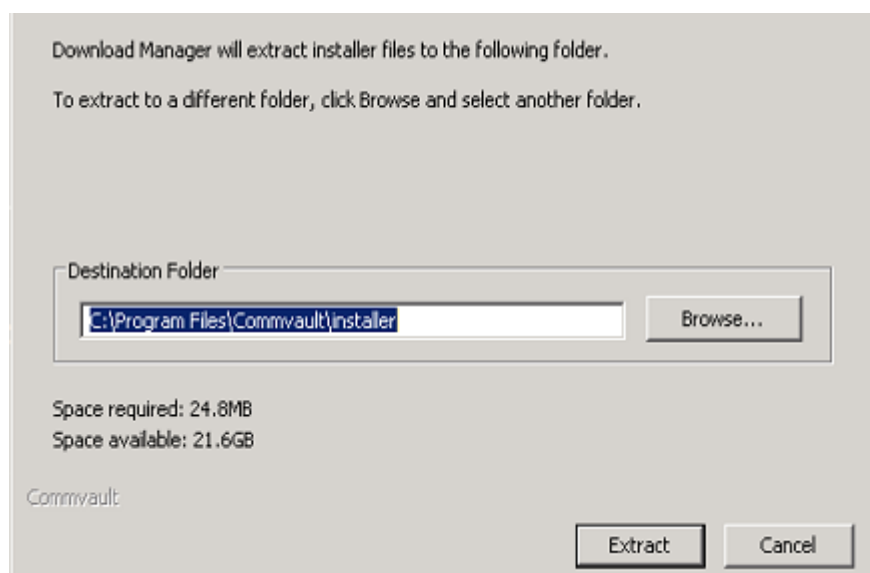 Download Manager will extract installer files to the following folder.
To extract to a different folder, click Browse and select another folder.
Destination Folder
C:\Program Files\Commvault\installer
Browse...
Space required: 24.8MB
Space available: 21.6GB
Commvault
Extract
Cancel